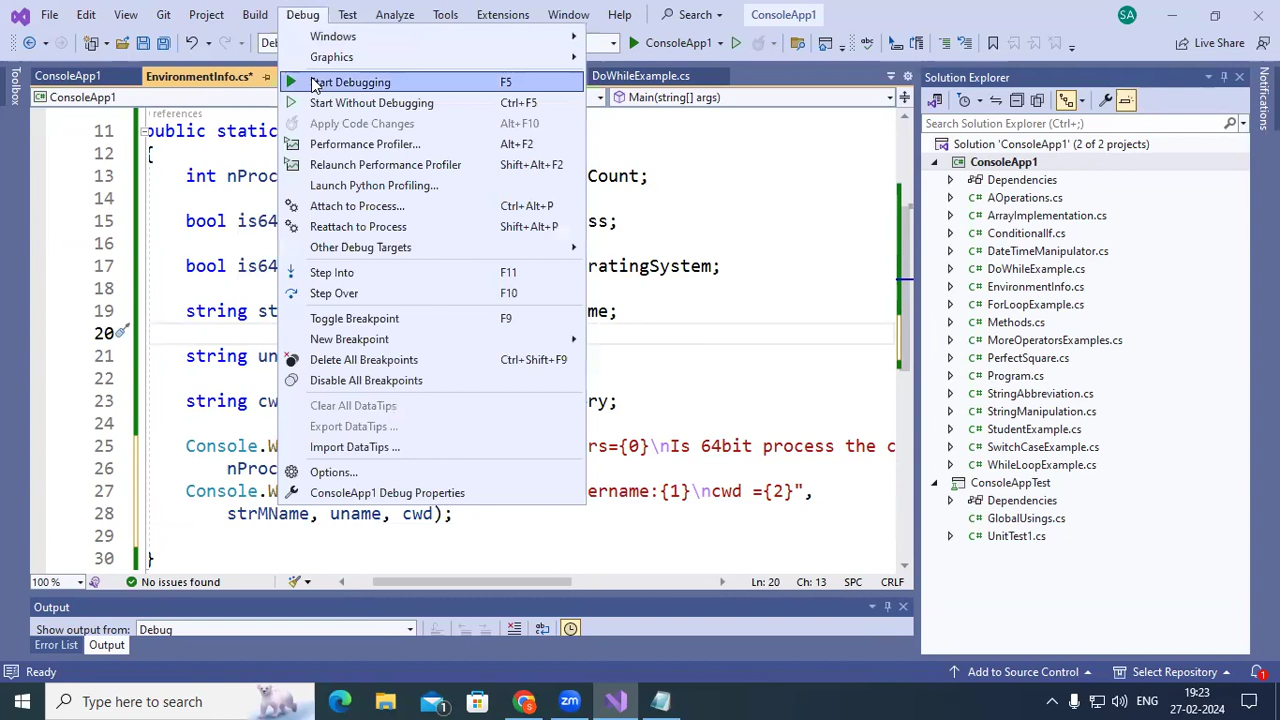 File Edit View Git Project Build Debug Test Analyze Tools Extensions Window Help Search ConsoleApp1 SA
ConsoleApp1 Live Share
ConsoleApp1 EnvironmentInfo.cs* DoWhileExample.cs
ConsoleApp1 Main(string[] args)
Toolbox
Notifications
references
11 public static
12 {
13 int nProc Count;
14
15 bool is64 ss;
16
17 bool is64 ratingSystem;
18
19 string st me;
20
21 string un
22
23 string cw ry;
24
25 Console.W rs={0}\nIs 64bit process the c
26 nProc
27 Console.W ername:{1}\ncwd ={2}",
28 strMName, uname, cwd);
29
30 }
Windows
Graphics
Start Debugging F5
Start Without Debugging Ctrl+F5
Apply Code Changes Alt+F10
Performance Profiler... Alt+F2
Relaunch Performance Profiler Shift+Alt+F2
Launch Python Profiling...
Attach to Process... Ctrl+Alt+P
Reattach to Process Shift+Alt+P
Other Debug Targets
Step Into F11
Step Over F10
Toggle Breakpoint F9
New Breakpoint
Delete All Breakpoints Ctrl+Shift+F9
Disable All Breakpoints
Clear All DataTips
Export DataTips ...
Import DataTips ...
Options...
ConsoleApp1 Debug Properties
Solution Explorer
Search Solution Explorer (Ctrl+;)
Solution 'ConsoleApp1' (2 of 2 projects)
ConsoleApp1
Dependencies
AOperations.cs
ArrayImplementation.cs
ConditionalIf.cs
DateTimeManipulator.cs
DoWhileExample.cs
EnvironmentInfo.cs
ForLoopExample.cs
Methods.cs
MoreOperatorsExamples.cs
PerfectSquare.cs
Program.cs
StringAbbreviation.cs
StringManipulation.cs
StudentExample.cs
SwitchCaseExample.cs
WhileLoopExample.cs
ConsoleAppTest
Dependencies
GlobalUsings.cs
UnitTest1.cs
100 % No issues found Ln: 20 Ch: 13 SPC CRLF
Output
Show output from: Debug
Error List Output
Ready Add to Source Control Select Repository 1
Type here to search ENG 19:23
27-02-2024